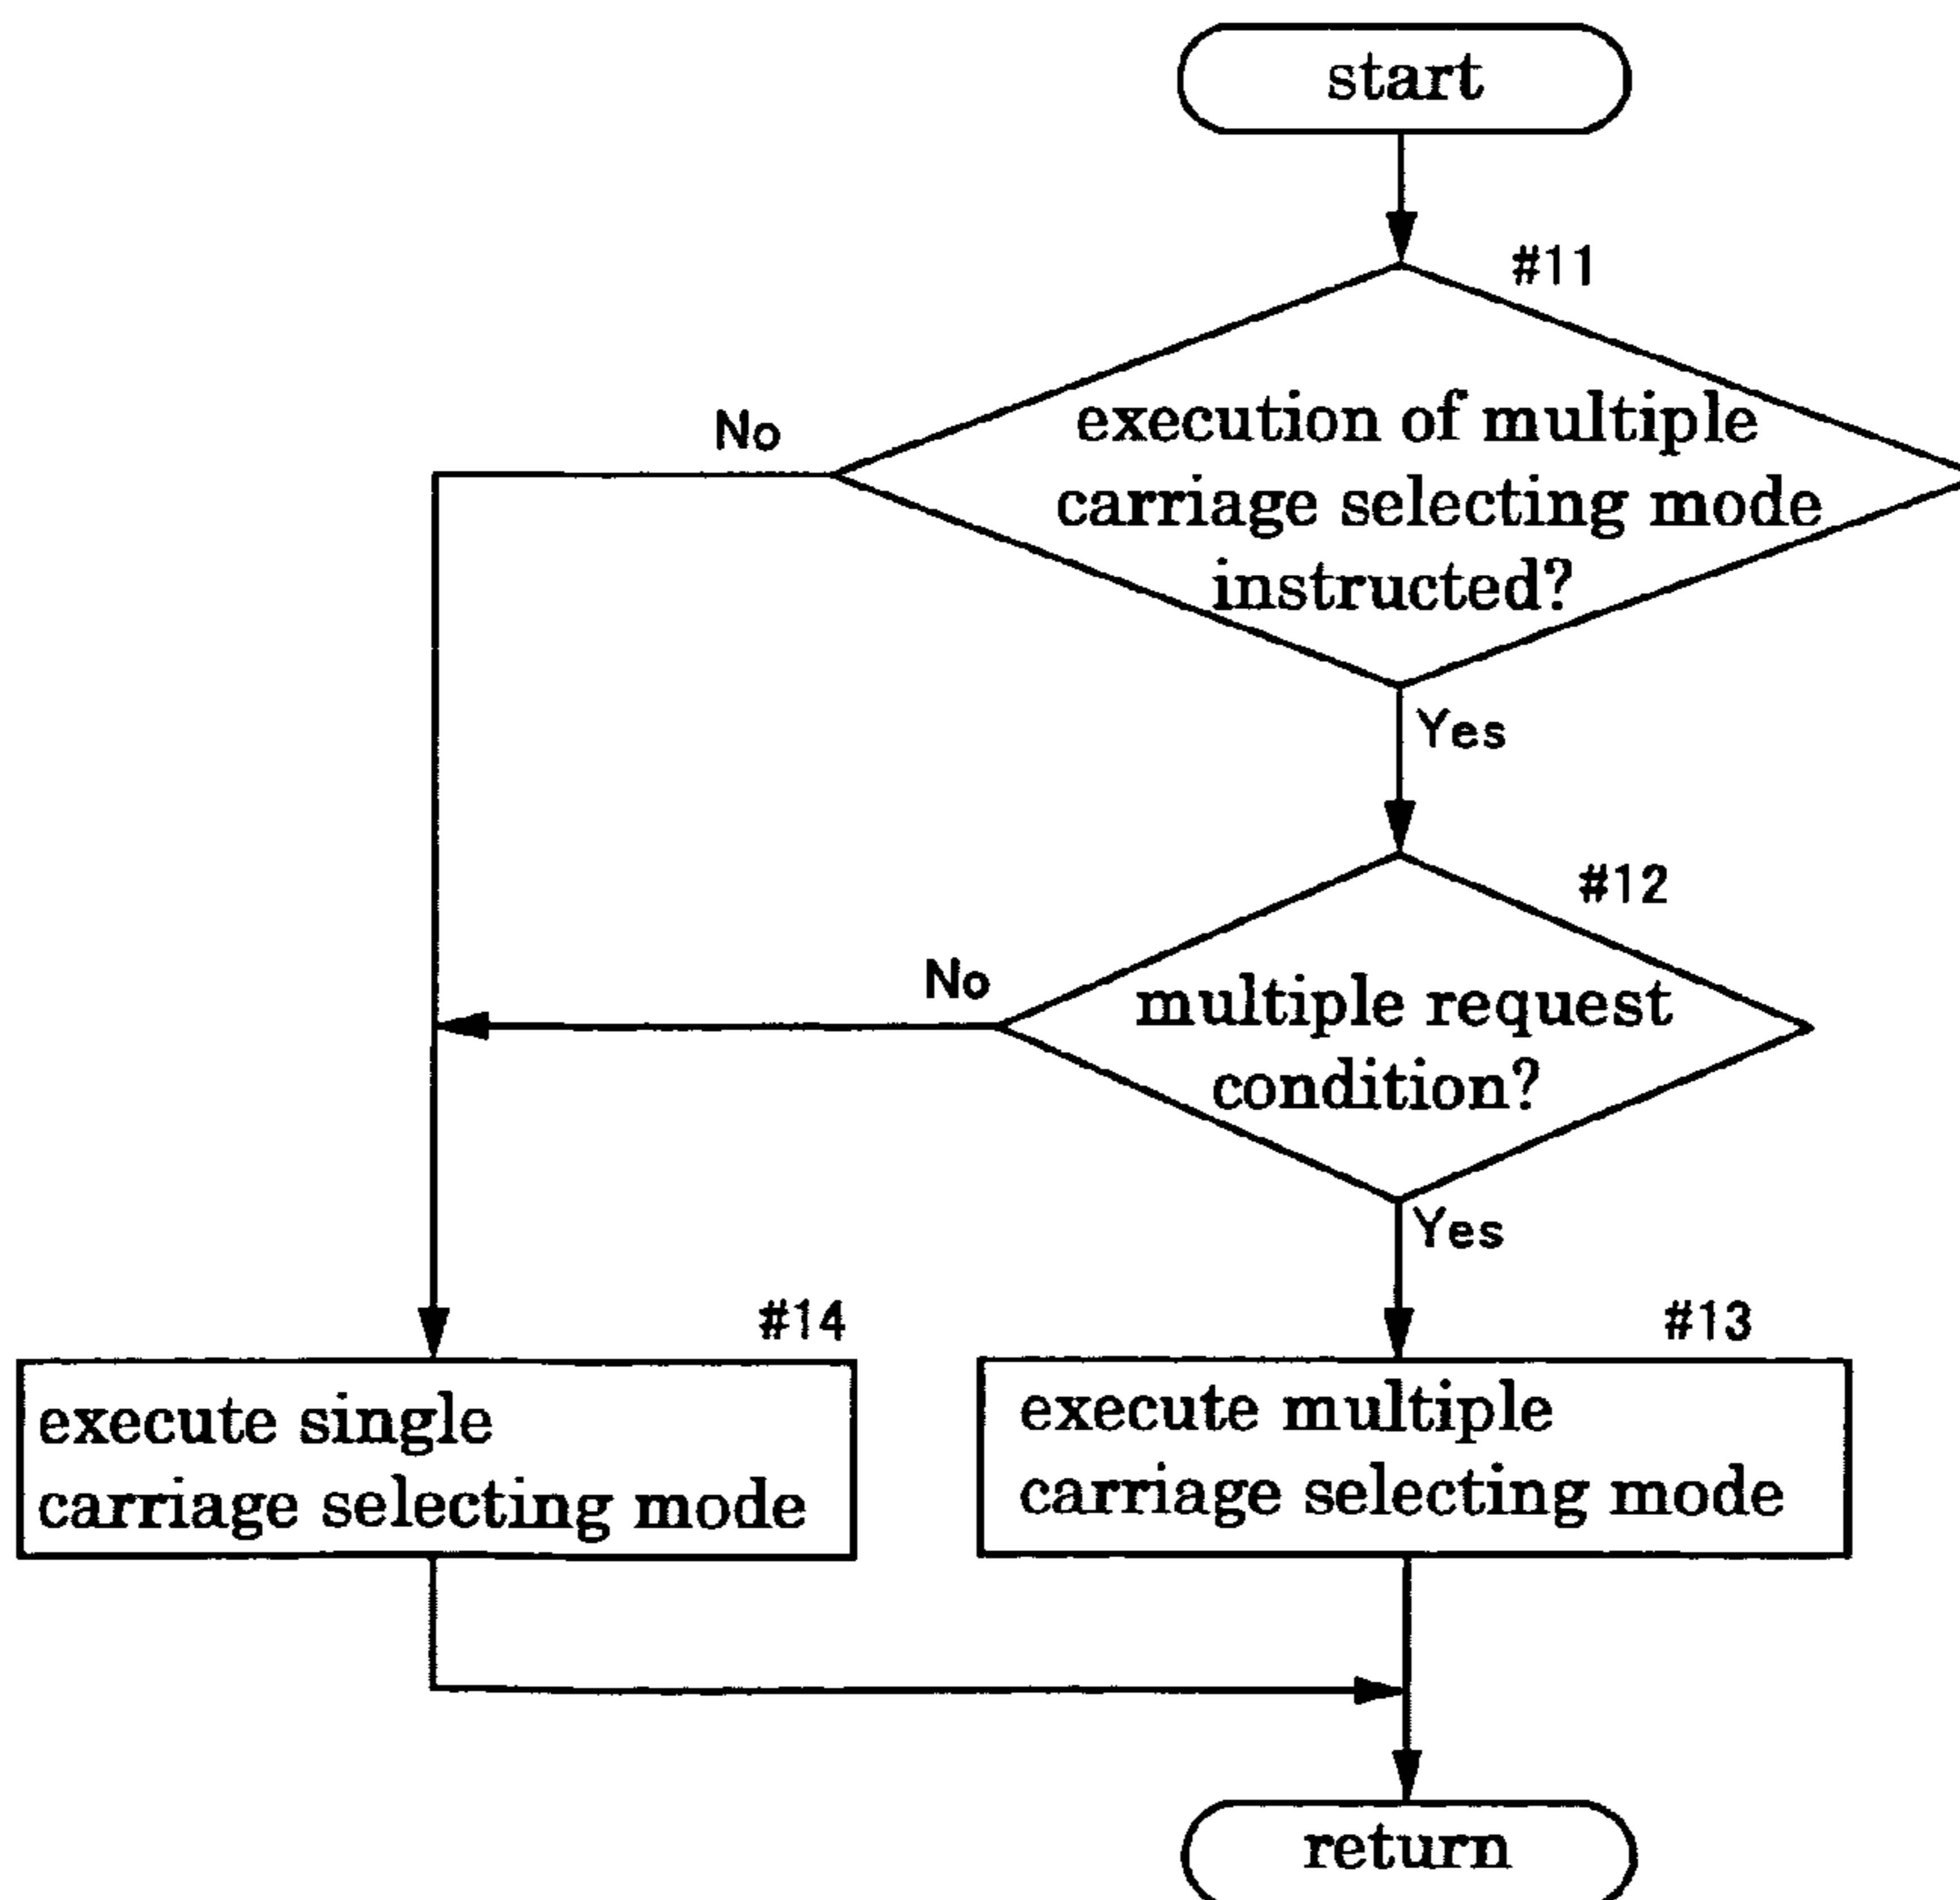 start
#11
No
execution of multiple
carriage selecting mode
instructed?
Yes
#12
No
multiple request
condition?
Yes
#14
#13
execute single
carriage selecting mode
execute multiple
carriage selecting mode
return